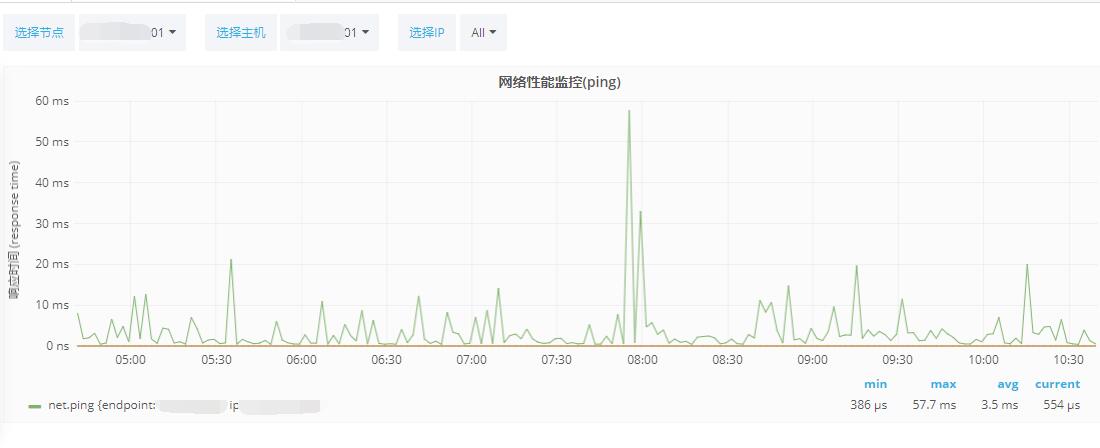 选择节点 01 选择主机 01 选择IP All
网络性能监控(ping)
响应时间 (response time)
60 ms
50 ms
40 ms
30 ms
20 ms
10 ms
0 ns
05:00 05:30 06:00 06:30 07:00 07:30 08:00 08:30 09:00 09:30 10:00 10:30
min max avg current
net.ping {endpoint: ip 386 µs 57.7 ms 3.5 ms 554 µs